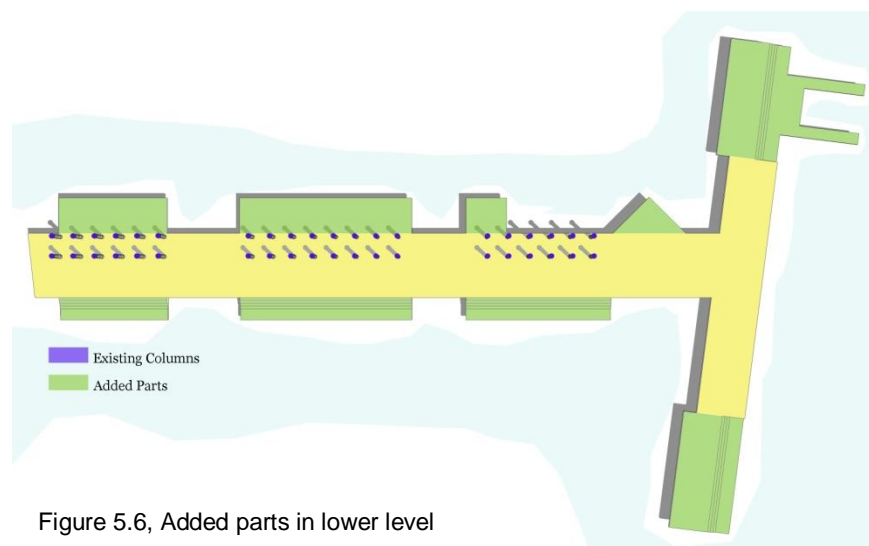 Existing Columns
Added Parts
Figure 5.6, Added parts in lower level